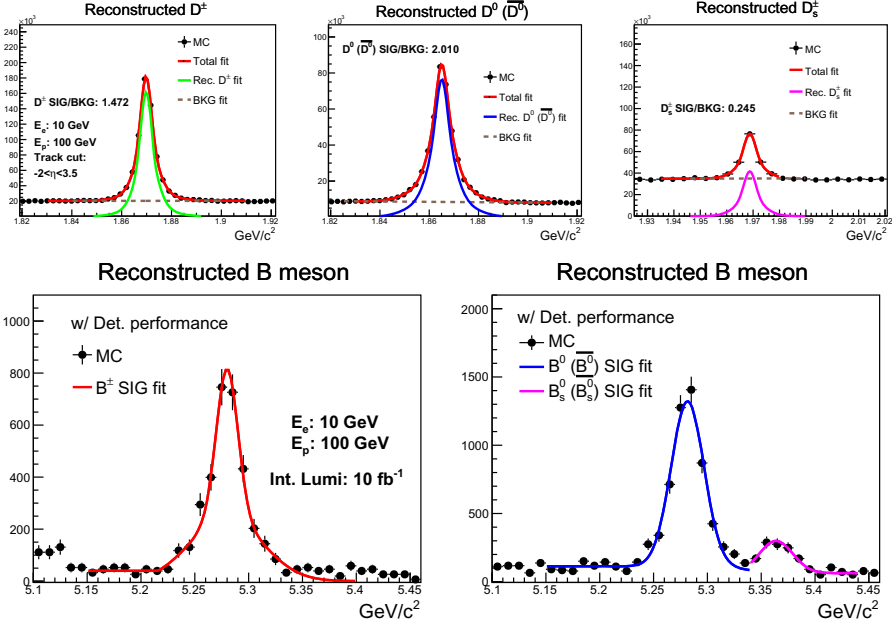 Reconstructed D±
×10³
240
220
200
180
160
140
120
100
80
60
40
20
0
MC
Total fit
Rec. D± fit
BKG fit
D± SIG/BKG: 1.472
Eₑ: 10 GeV
Eₚ: 100 GeV
Track cut:
-2<η<3.5
1.82 1.84 1.86 1.88 1.9 1.92
GeV/c²
Reconstructed D⁰ (D̅⁰)
×10³
100
80
60
40
20
D⁰ (D̅⁰) SIG/BKG: 2.010
MC
Total fit
Rec. D⁰ (D̅⁰) fit
BKG fit
1.82 1.84 1.86 1.88 1.9 1.92
GeV/c²
Reconstructed Dₛ±
×10³
160
140
120
100
80
60
40
20
0
MC
Total fit
Rec. Dₛ± fit
BKG fit
Dₛ± SIG/BKG: 0.245
1.93 1.94 1.95 1.96 1.97 1.98 1.99 2 2.01 2.02
GeV/c²
Reconstructed B meson
1000
800
600
400
200
0
w/ Det. performance
MC
B± SIG fit
Eₑ: 10 GeV
Eₚ: 100 GeV
Int. Lumi: 10 fb⁻¹
5.1 5.15 5.2 5.25 5.3 5.35 5.4 5.45
GeV/c²
Reconstructed B meson
2000
1500
1000
500
0
w/ Det. performance
MC
B⁰ (B̅⁰) SIG fit
Bₛ⁰ (B̅ₛ⁰) SIG fit
5.1 5.15 5.2 5.25 5.3 5.35 5.4 5.45
GeV/c²